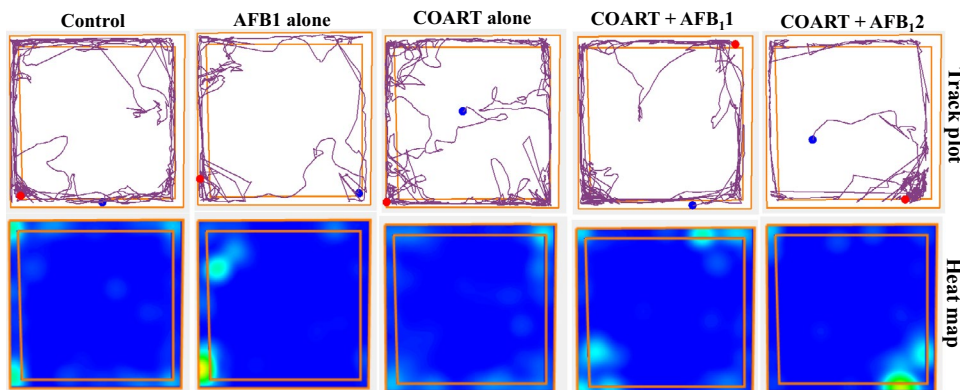 Control
AFB1 alone
COART alone
COART + AFB₁1
COART + AFB₁2
Track plot
Heat map